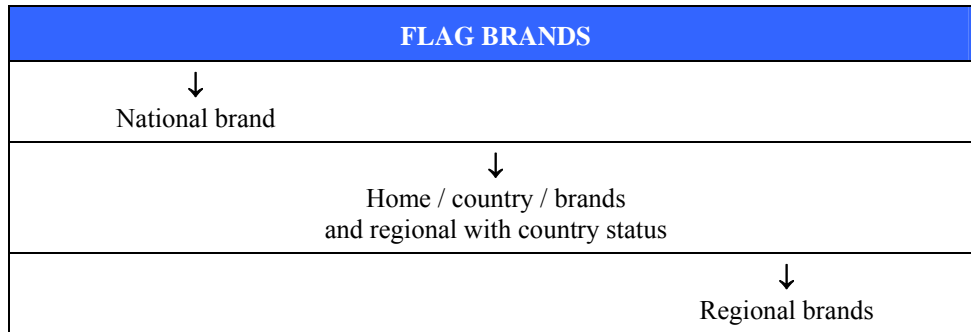 FLAG BRANDS
↓
National brand
↓
Home / country / brands
and regional with country status
↓
Regional brands